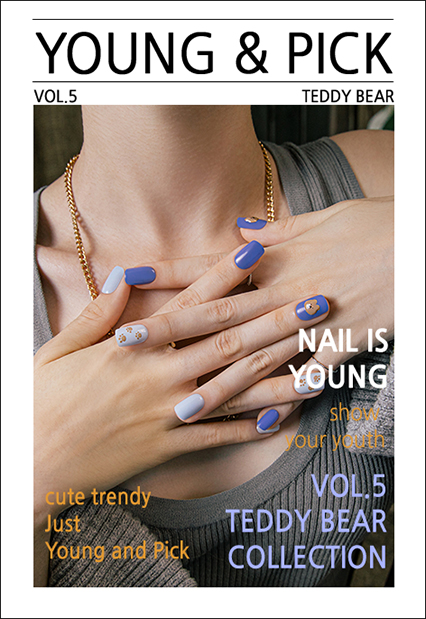 YOUNG & PICK
VOL.5 TEDDY BEAR
NAIL IS
YOUNG
show
your youth
cute trendy
Just
Young and Pick
VOL.5
TEDDY BEAR
COLLECTION